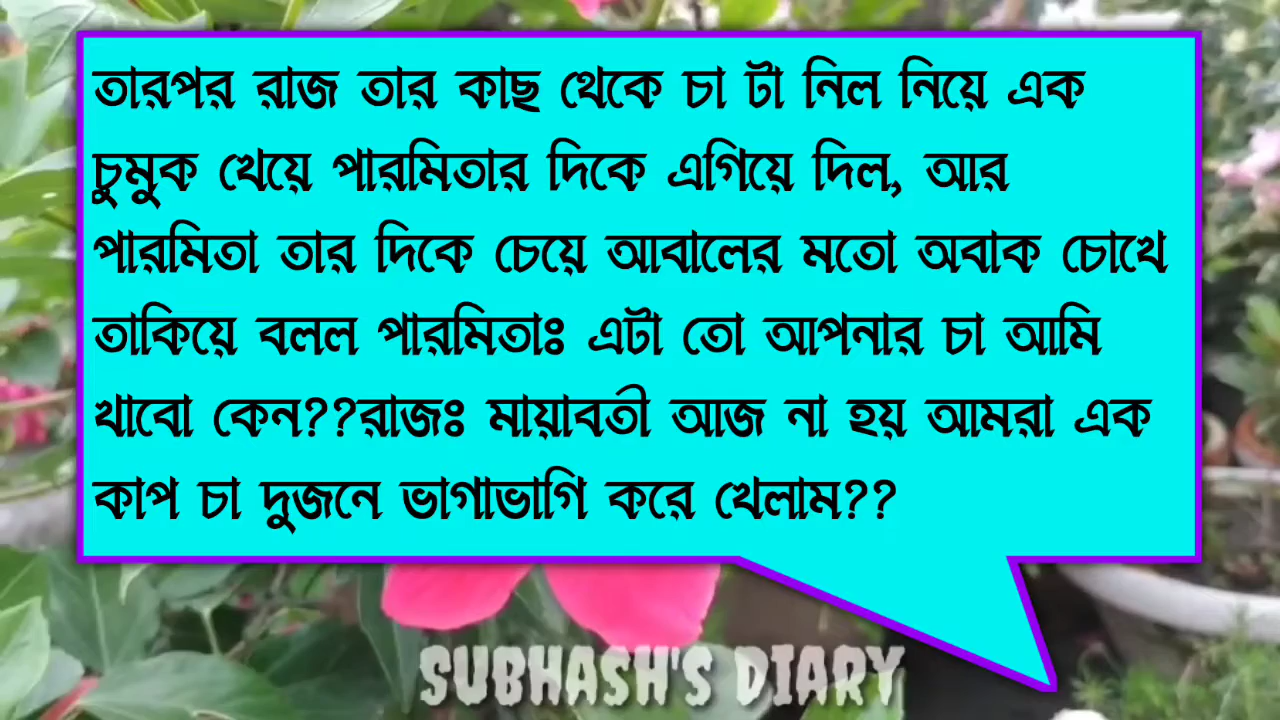 তারপর রাজ তার কাছ থেকে চা টা নিল নিয়ে এক
চুমুক খেয়ে পারমিতার দিকে এগিয়ে দিল, আর
পারমিতা তার দিকে চেয়ে আবালের মতো অবাক চোখে
তাকিয়ে বলল পারমিতাঃ এটা তো আপনার চা আমি
খাবো কেন??রাজঃ মায়াবতী আজ না হয় আমরা এক
কাপ চা দুজনে ভাগাভাগি করে খেলাম??
SUBHASH'S DIARY